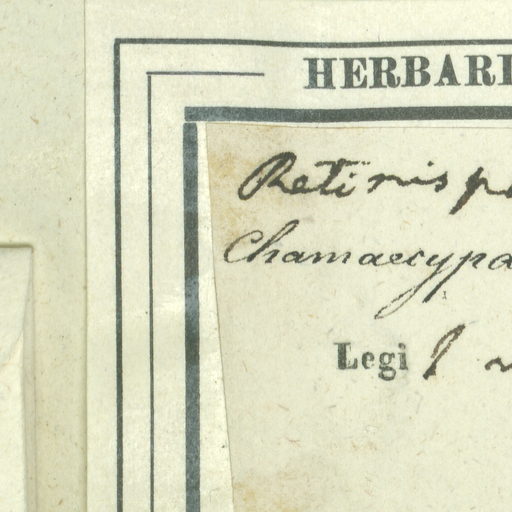 HERBARI
Retinisp
Chamaecypa
Legi